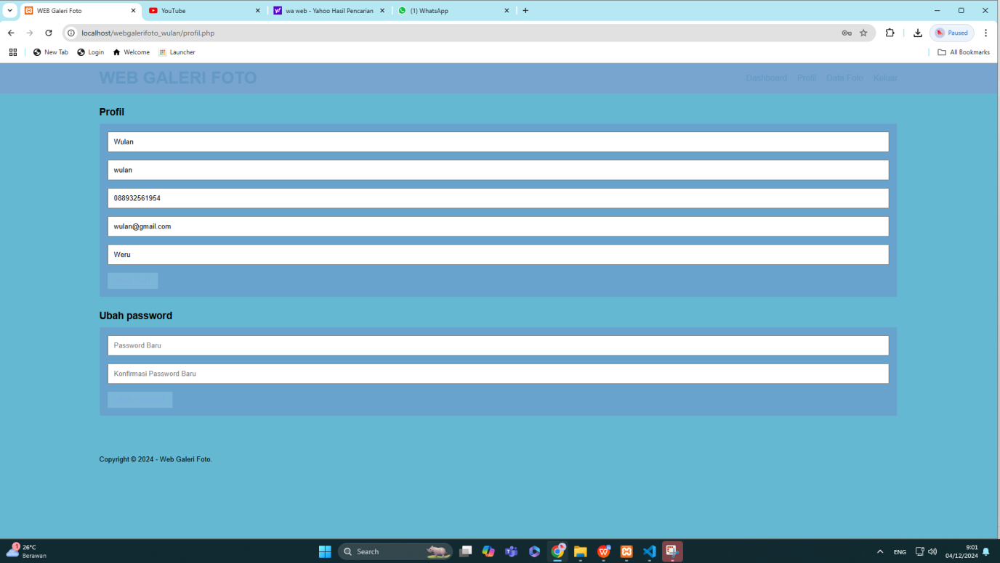 WEB Galeri Foto
YouTube
wa web - Yahoo Hasil Pencarian
(1) WhatsApp
localhost/webgalerifoto_wulan/profil.php
Paused
New Tab
Login
Welcome
Launcher
All Bookmarks
WEB GALERI FOTO
Dashboard
Profil
Data Foto
Keluar
Profil
Wulan
wulan
088932561954
wulan@gmail.com
Weru
Ubah password
Password Baru
Konfirmasi Password Baru
Copyright © 2024 - Web Galeri Foto.
1
26°C
Berawan
Search
ENG
9:01
04/12/2024